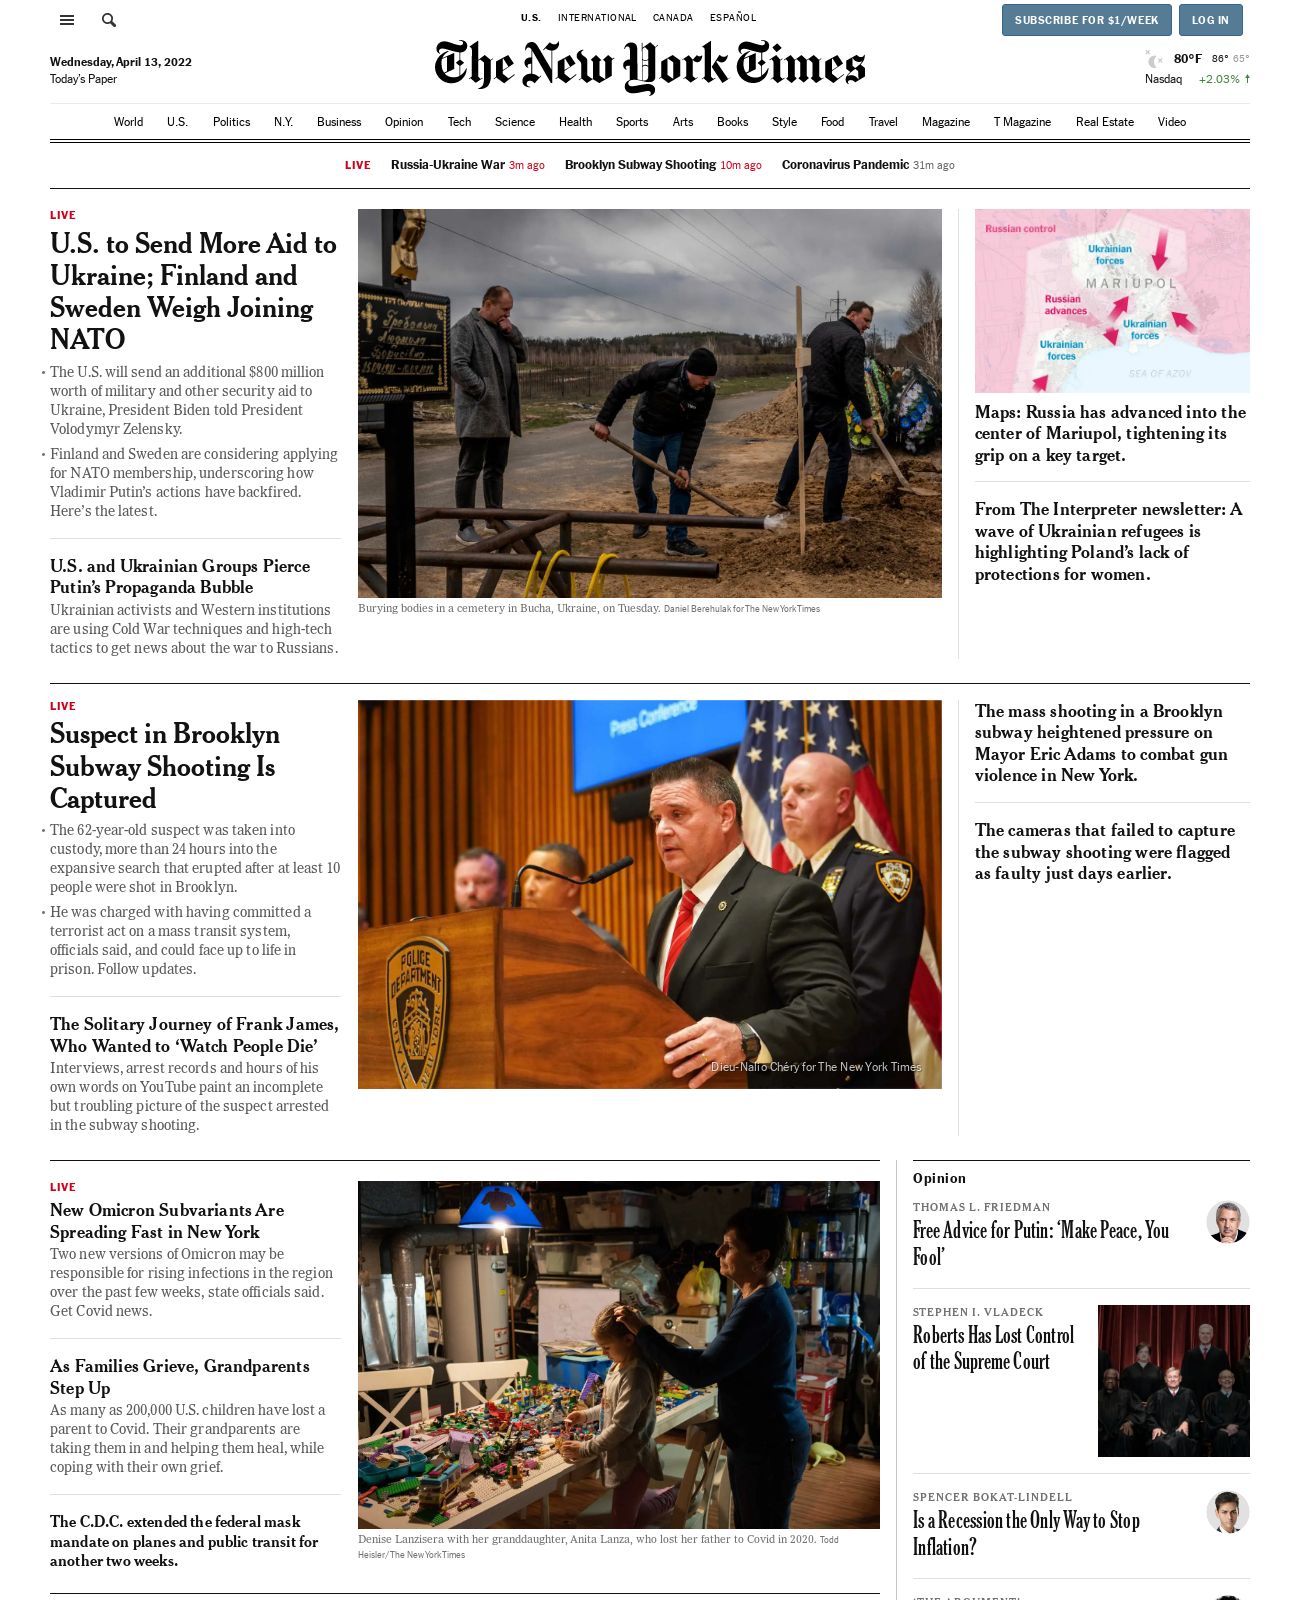 U.S. INTERNATIONAL CANADA ESPAÑOL
SUBSCRIBE FOR $1/WEEK
LOG IN
Wednesday, April 13, 2022
Today's Paper
The New York Times
80°F 86° 65°
Nasdaq +2.03%
World U.S. Politics N.Y. Business Opinion Tech Science Health Sports Arts Books Style Food Travel Magazine T Magazine Real Estate Video
LIVE Russia-Ukraine War 3m ago Brooklyn Subway Shooting 10m ago Coronavirus Pandemic 31m ago
LIVE
U.S. to Send More Aid to
Ukraine; Finland and
Sweden Weigh Joining
NATO
• The U.S. will send an additional $800 million
worth of military and other security aid to
Ukraine, President Biden told President
Volodymyr Zelensky.
• Finland and Sweden are considering applying
for NATO membership, underscoring how
Vladimir Putin's actions have backfired.
Here's the latest.
U.S. and Ukrainian Groups Pierce
Putin's Propaganda Bubble
Ukrainian activists and Western institutions
are using Cold War techniques and high-tech
tactics to get news about the war to Russians.
Burying bodies in a cemetery in Bucha, Ukraine, on Tuesday. Daniel Berehulak for The New York Times
Russian control
Ukrainian
forces
MARIUPOL
Russian
advances
Ukrainian
forces
Ukrainian
forces
SEA OF AZOV
Maps: Russia has advanced into the
center of Mariupol, tightening its
grip on a key target.
From The Interpreter newsletter: A
wave of Ukrainian refugees is
highlighting Poland's lack of
protections for women.
LIVE
Suspect in Brooklyn
Subway Shooting Is
Captured
• The 62-year-old suspect was taken into
custody, more than 24 hours into the
expansive search that erupted after at least 10
people were shot in Brooklyn.
• He was charged with having committed a
terrorist act on a mass transit system,
officials said, and could face up to life in
prison. Follow updates.
The Solitary Journey of Frank James,
Who Wanted to 'Watch People Die'
Interviews, arrest records and hours of his
own words on YouTube paint an incomplete
but troubling picture of the suspect arrested
in the subway shooting.
Press Conference
POLICE
DEPARTMENT
CITY OF
Dieu-Nalio Chéry for The New York Times
The mass shooting in a Brooklyn
subway heightened pressure on
Mayor Eric Adams to combat gun
violence in New York.
The cameras that failed to capture
the subway shooting were flagged
as faulty just days earlier.
LIVE
New Omicron Subvariants Are
Spreading Fast in New York
Two new versions of Omicron may be
responsible for rising infections in the region
over the past few weeks, state officials said.
Get Covid news.
As Families Grieve, Grandparents
Step Up
As many as 200,000 U.S. children have lost a
parent to Covid. Their grandparents are
taking them in and helping them heal, while
coping with their own grief.
The C.D.C. extended the federal mask
mandate on planes and public transit for
another two weeks.
Denise Lanzisera with her granddaughter, Anita Lanza, who lost her father to Covid in 2020. Todd
Heisler/The New York Times
Opinion
THOMAS L. FRIEDMAN
Free Advice for Putin: 'Make Peace, You
Fool'
STEPHEN I. VLADECK
Roberts Has Lost Control
of the Supreme Court
SPENCER BOKAT-LINDELL
Is a Recession the Only Way to Stop
Inflation?
'THE ARGUMENT'